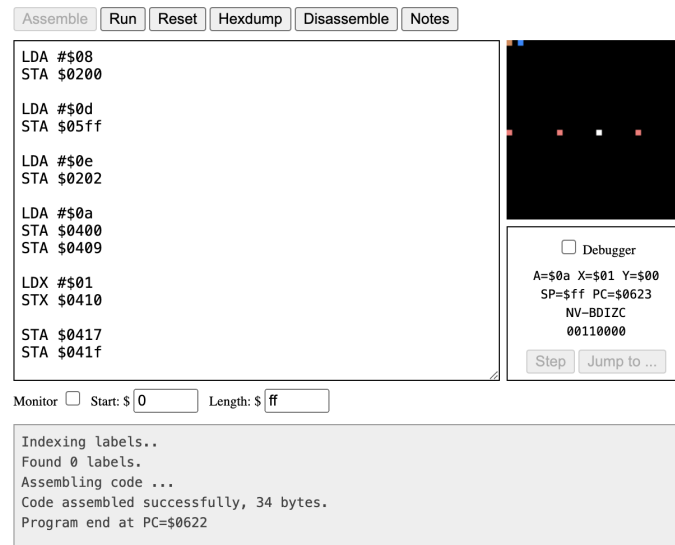 Assemble Run Reset Hexdump Disassemble Notes
LDA #$08
STA $0200
LDA #$0d
STA $05ff
LDA #$0e
STA $0202
LDA #$0a
STA $0400
STA $0409
LDX #$01
STX $0410
STA $0417
STA $041f
Debugger
A=$0a X=$01 Y=$00
SP=$ff PC=$0623
NV-BDIZC
00110000
Step Jump to ...
Monitor Start: $ 0 Length: $ ff
Indexing labels..
Found 0 labels.
Assembling code ...
Code assembled successfully, 34 bytes.
Program end at PC=$0622